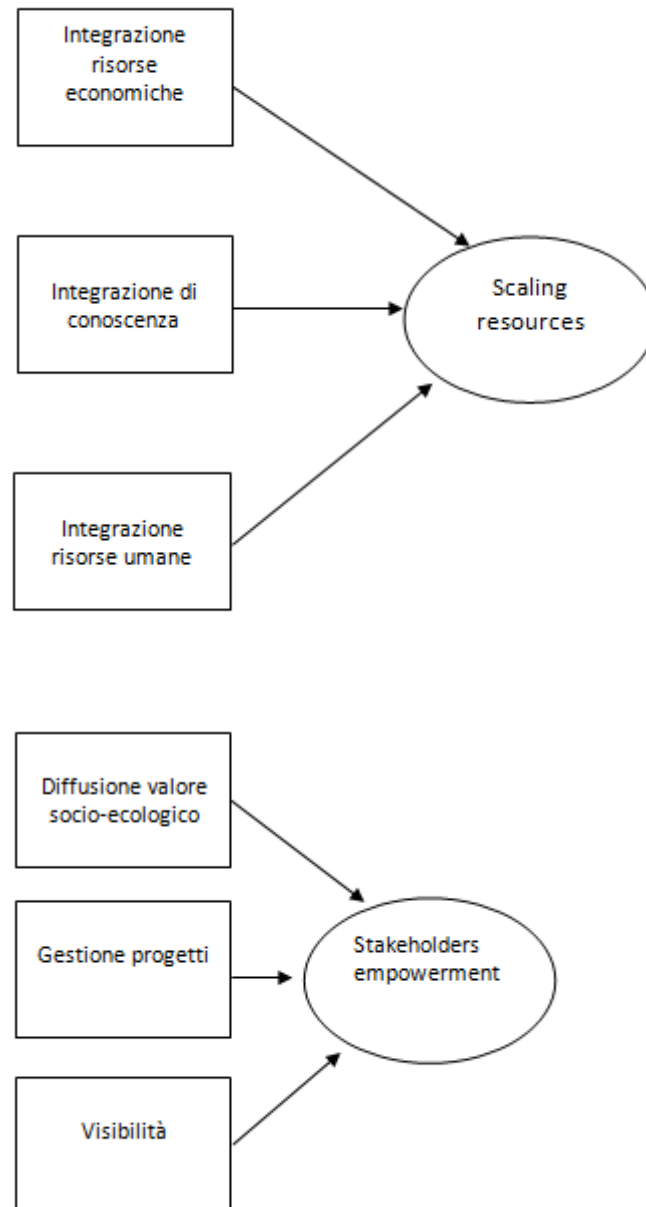 Integrazione
risorse
economiche
Integrazione di
conoscenza
Scaling
resources
Integrazione
risorse umane
Diffusione valore
socio-ecologico
Gestione progetti
Stakeholders
empowerment
Visibilità